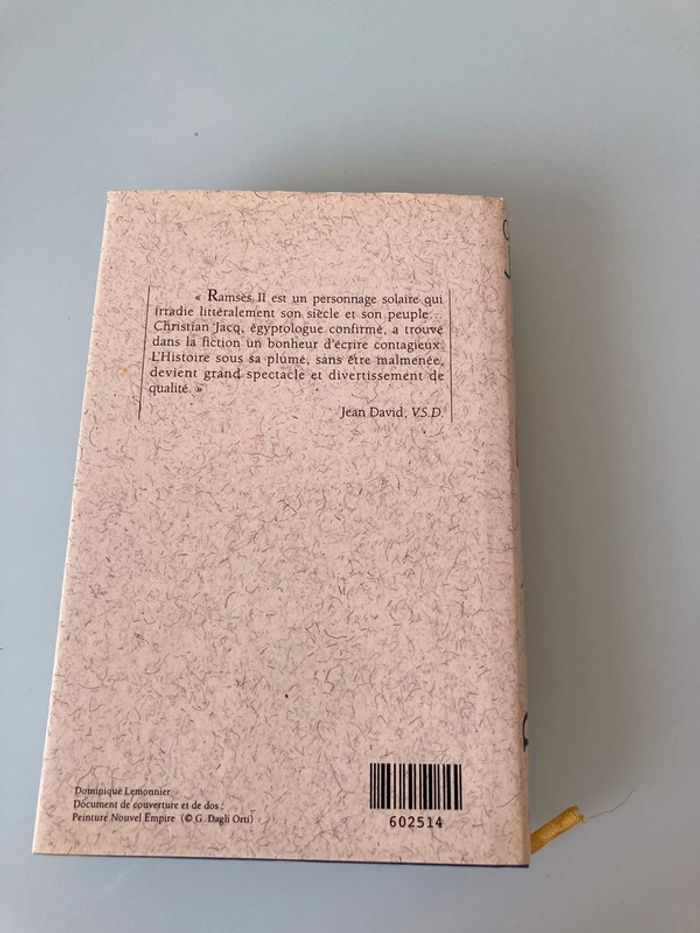 « Ramsès II est un personnage solaire qui
irradie littéralement son siècle et son peuple...
Christian Jacq, égyptologue confirmé, a trouvé
dans la fiction un bonheur d'écrire contagieux.
L'Histoire sous sa plume, sans être malmenée,
devient grand spectacle et divertissement de
qualité. »
Jean David, V.S.D.
Dominique Lemonnier
Document de couverture et de dos :
Peinture Nouvel Empire (© G. Dagli Orti)
602514